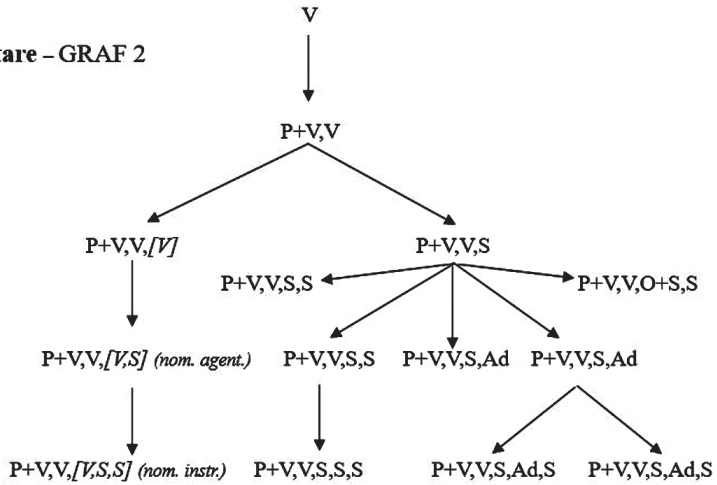 V
tare – GRAF 2
P+V,V
P+V,V,[V] P+V,V,S
P+V,V,S,S P+V,V,O+S,S
P+V,V,[V,S] (nom. agent.) P+V,V,S,S P+V,V,S,Ad P+V,V,S,Ad
P+V,V,[V,S,S] (nom. instr.) P+V,V,S,S,S P+V,V,S,Ad,S P+V,V,S,Ad,S